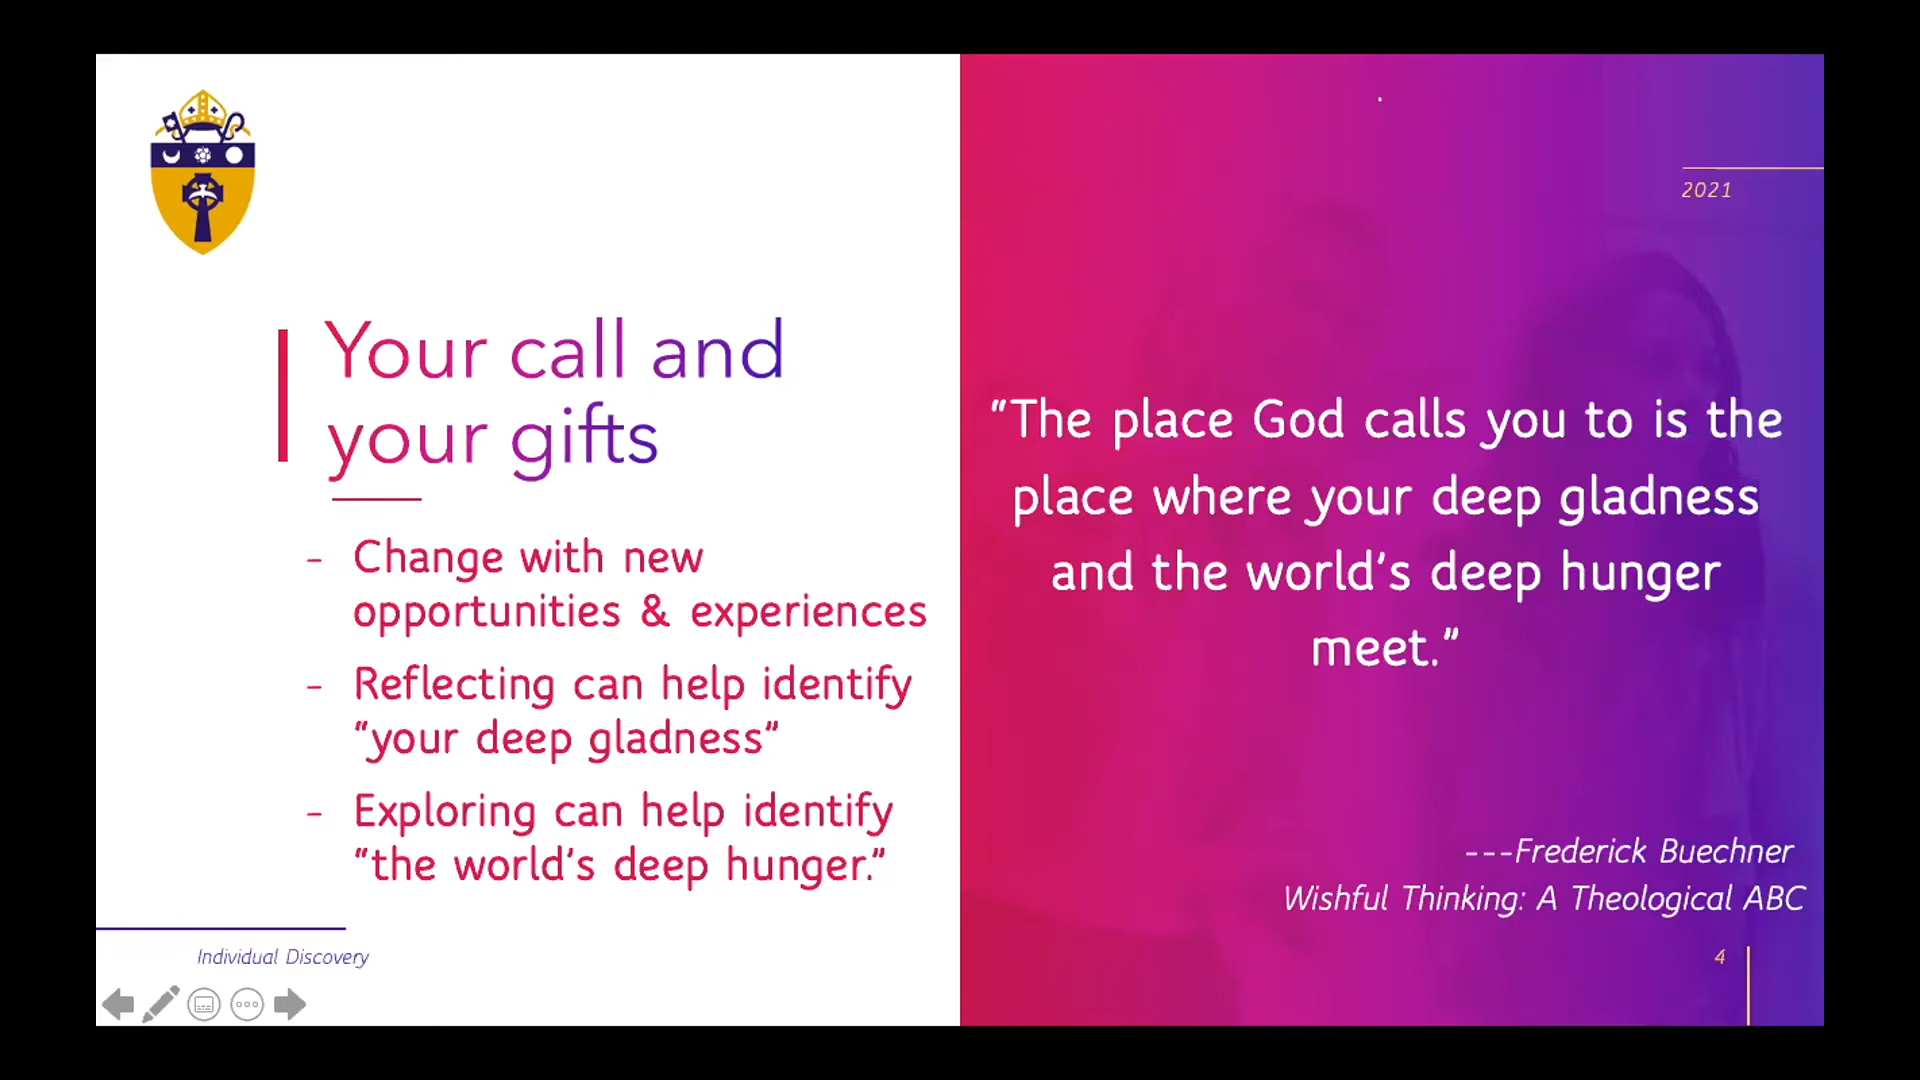 Your call and
your gifts
- Change with new
opportunities & experiences
- Reflecting can help identify
“your deep gladness”
- Exploring can help identify
“the world’s deep hunger.”
Individual Discovery
2021
“The place God calls you to is the
place where your deep gladness
and the world’s deep hunger
meet.”
---Frederick Buechner
Wishful Thinking: A Theological ABC
4